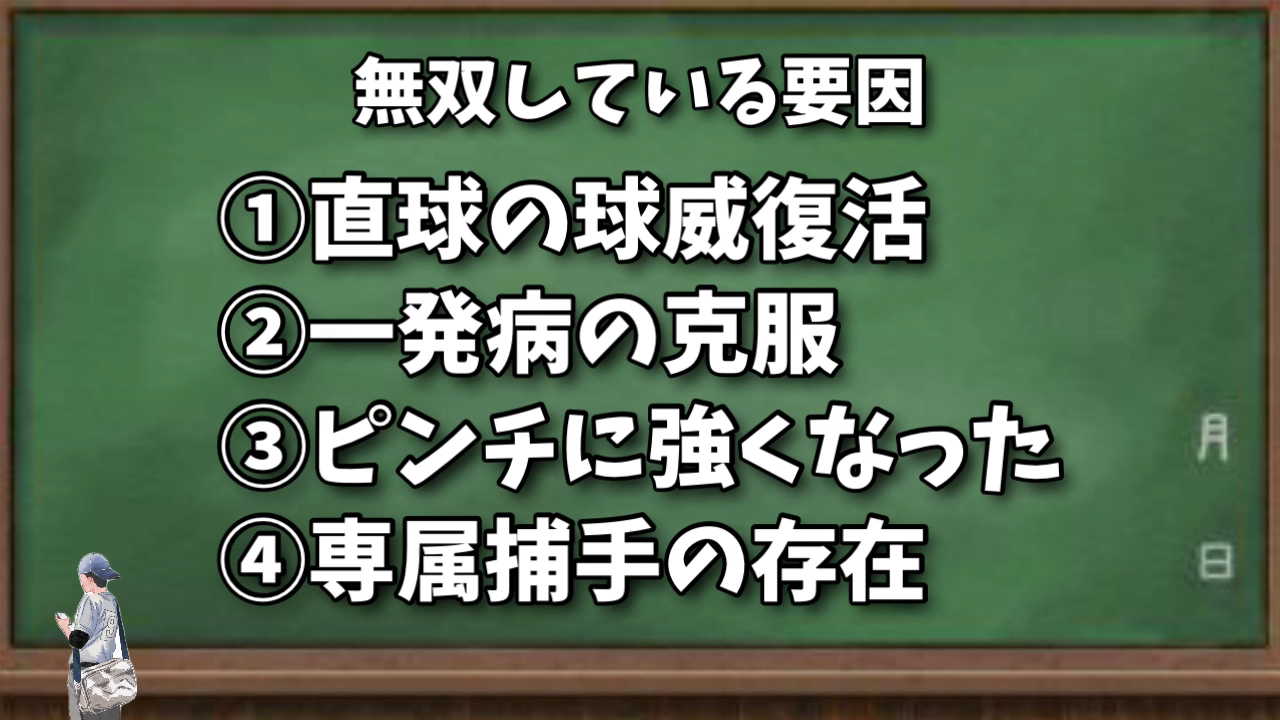 無双している要因
①直球の球威復活
②一発病の克服
③ピンチに強くなった
④専属捕手の存在
月
日